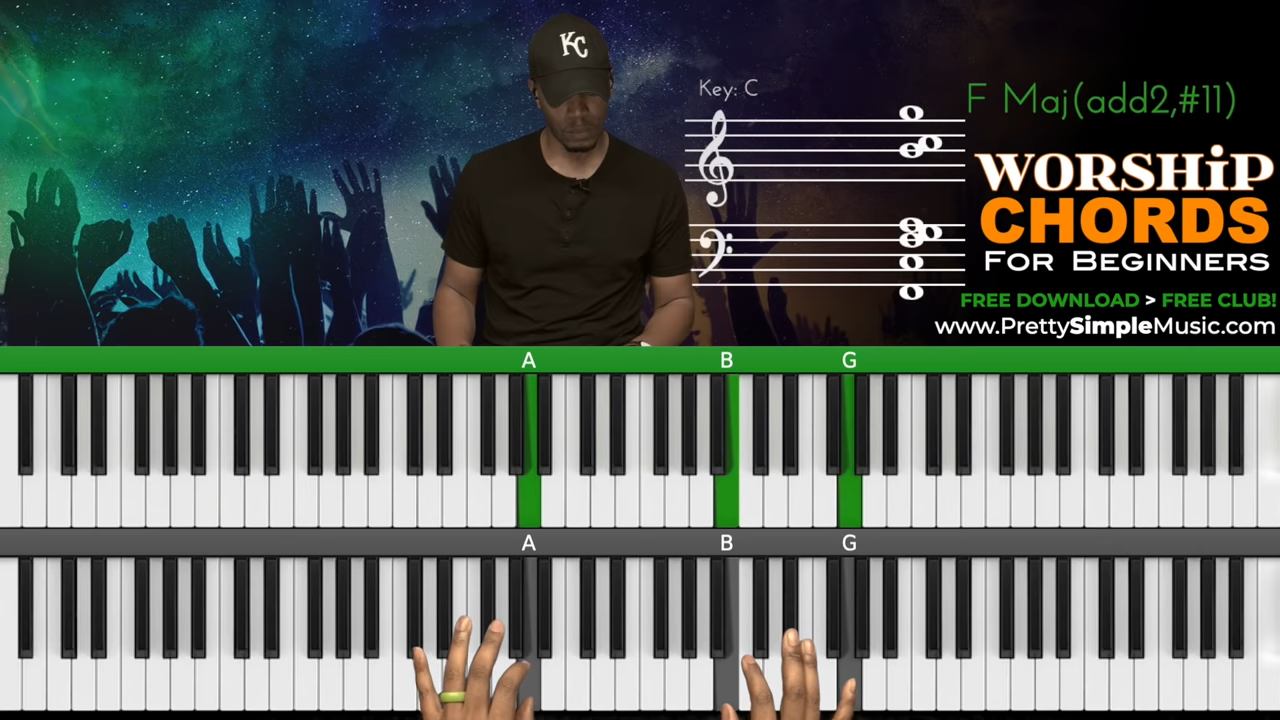 KC
Key: C
F Maj(add2,#11)
WORSHiP
CHORDS
FOR BEGINNERS
FREE DOWNLOAD > FREE CLUB!
www.PrettySimpleMusic.com
A B G
A B G